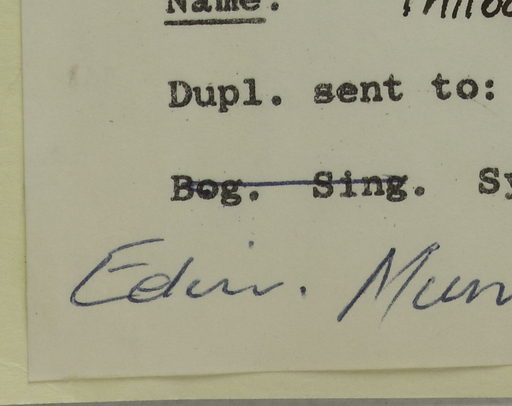 Name:
Dupl. sent to:
Bog. Sing. Sy
Edin. Mun